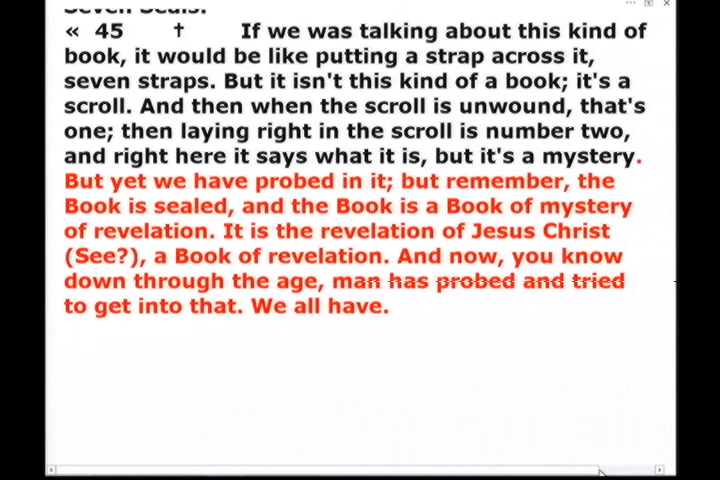 Seven Seals.
« 45 † If we was talking about this kind of
book, it would be like putting a strap across it,
seven straps. But it isn't this kind of a book; it's a
scroll. And then when the scroll is unwound, that's
one; then laying right in the scroll is number two,
and right here it says what it is, but it's a mystery.
But yet we have probed in it; but remember, the
Book is sealed, and the Book is a Book of mystery
of revelation. It is the revelation of Jesus Christ
(See?), a Book of revelation. And now, you know
down through the age, man has probed and tried
to get into that. We all have.